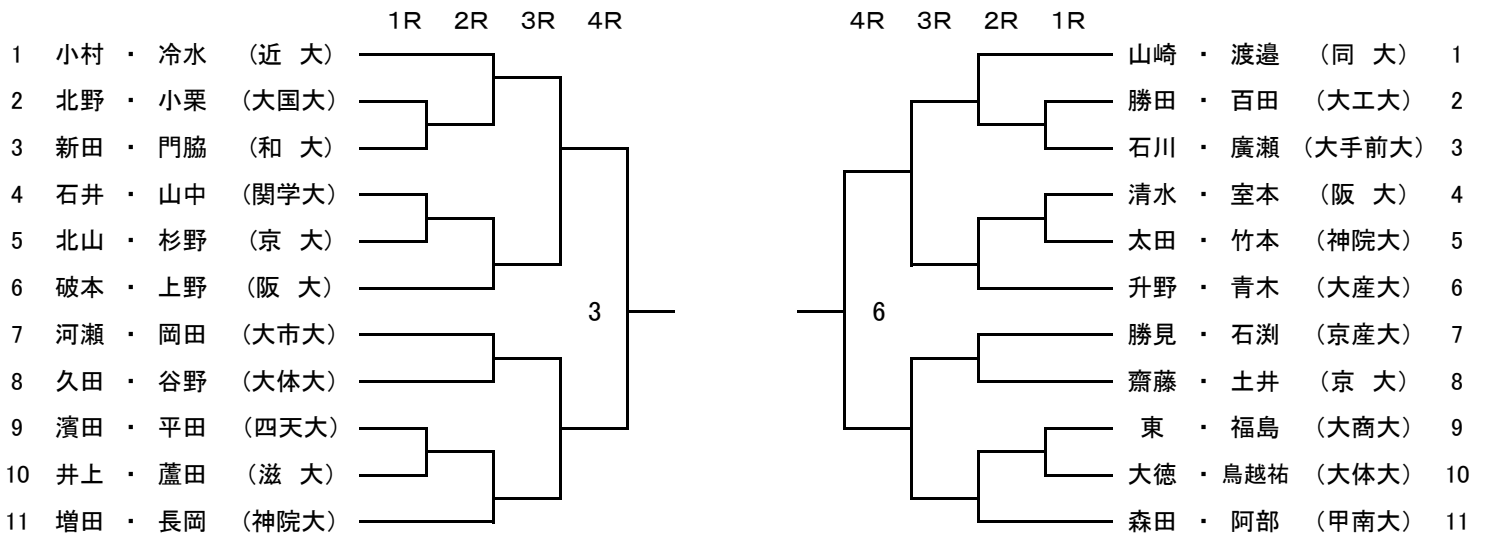 1R 2R 3R 4R 4R 3R 2R 1R
1 小村 ・ 冷水 (近 大) 山崎 ・ 渡邉 (同 大) 1
2 北野 ・ 小栗 (大国大) 勝田 ・ 百田 (大工大) 2
3 新田 ・ 門脇 (和 大) 石川 ・ 廣瀬 (大手前大) 3
4 石井 ・ 山中 (関学大) 清水 ・ 室本 (阪 大) 4
5 北山 ・ 杉野 (京 大) 太田 ・ 竹本 (神院大) 5
6 破本 ・ 上野 (阪 大) 升野 ・ 青木 (大産大) 6
3 6
7 河瀬 ・ 岡田 (大市大) 勝見 ・ 石渕 (京産大) 7
8 久田 ・ 谷野 (大体大) 齋藤 ・ 土井 (京 大) 8
9 濱田 ・ 平田 (四天大) 東 ・ 福島 (大商大) 9
10 井上 ・ 蘆田 (滋 大) 大徳 ・ 鳥越祐 (大体大) 10
11 増田 ・ 長岡 (神院大) 森田 ・ 阿部 (甲南大) 11